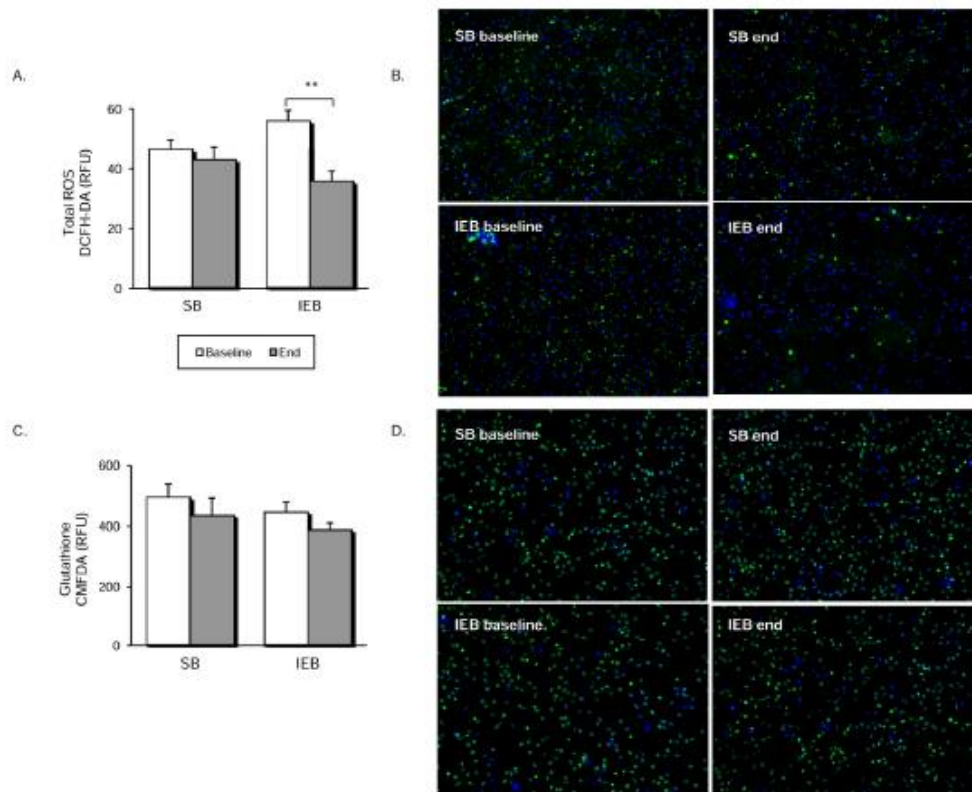 A.
**
60
40
20
0
Total ROS
DCFH-DA (RFU)
SB
IEB
Baseline
End
B.
SB baseline
SB end
IEB baseline
IEB end
C.
600
400
200
0
Glutathione
CMFDA (RFU)
SB
IEB
D.
SB baseline
SB end
IEB baseline
IEB end